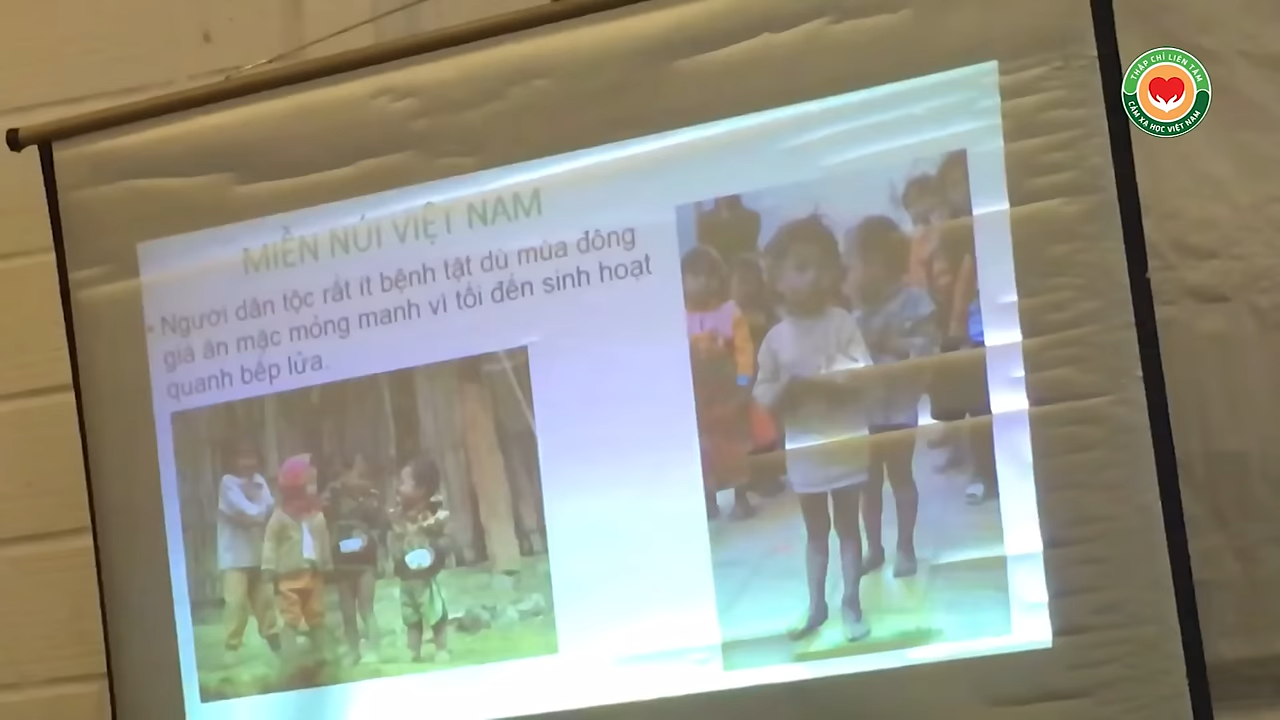 MIỀN NÚI VIỆT NAM
• Người dân tộc rất ít bệnh tật dù mùa đông
giá ăn mặc mỏng manh vì tối đến sinh hoạt
quanh bếp lửa.
THẬP CHỈ LIÊN TÂM
CẢM XẠ HỌC VIỆT NAM